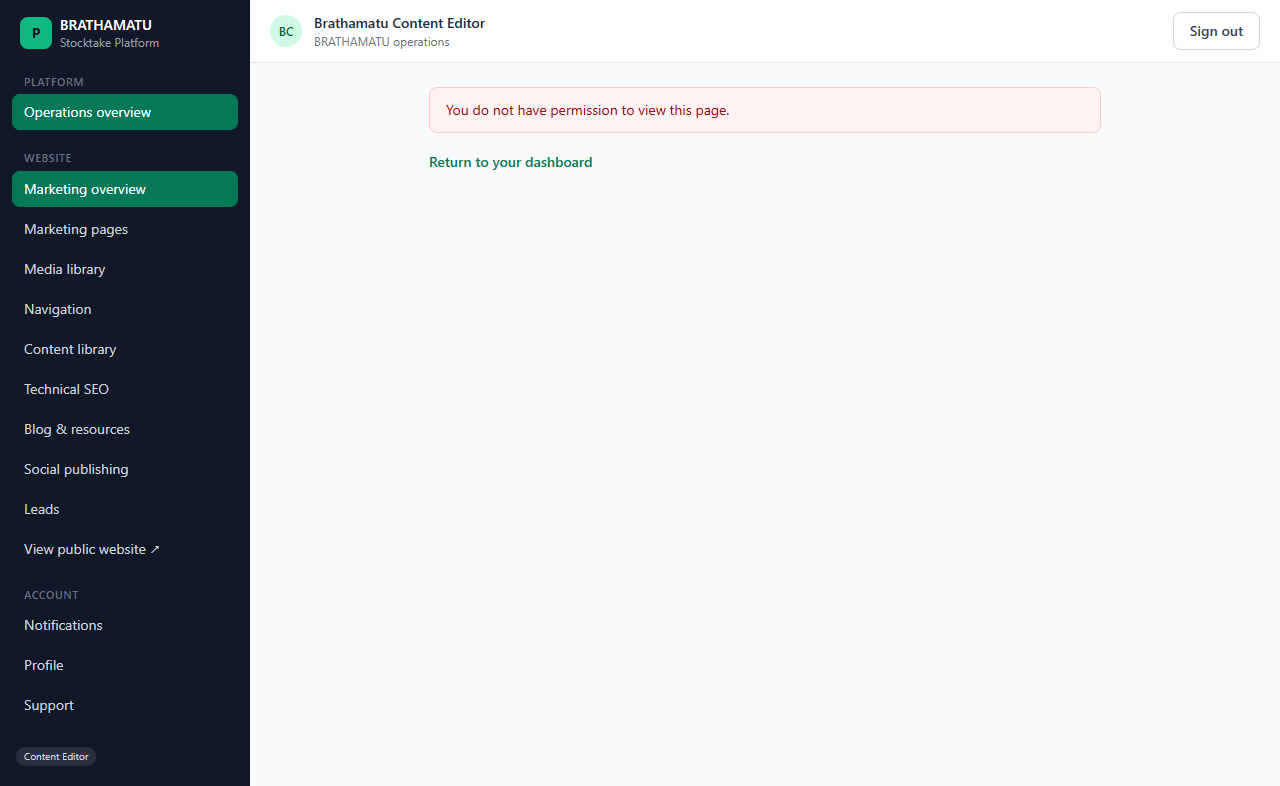 P
BRATHAMATU
Stocktake Platform
PLATFORM
Operations overview
WEBSITE
Marketing overview
Marketing pages
Media library
Navigation
Content library
Technical SEO
Blog & resources
Social publishing
Leads
View public website ↗
ACCOUNT
Notifications
Profile
Support
Content Editor
BC
Brathamatu Content Editor
BRATHAMATU operations
Sign out
You do not have permission to view this page.
Return to your dashboard